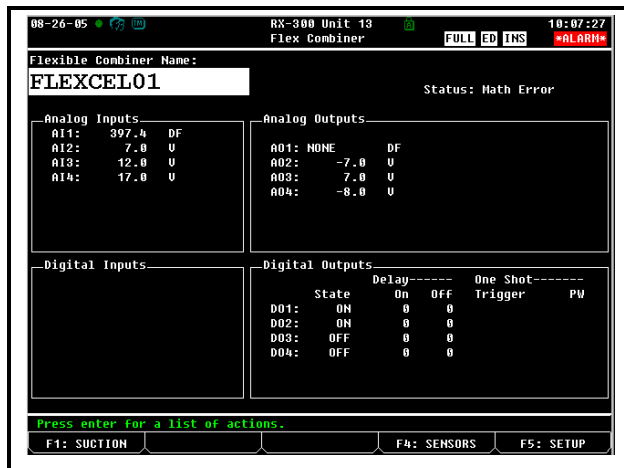 08-26-05 TM RX-300 Unit 13 10:07:27
Flex Combiner FULL ED INS *ALARM*
Flexible Combiner Name:
FLEXCEL01
Status: Math Error
Analog Inputs
AI1: 397.4 DF
AI2: 7.0 V
AI3: 12.0 V
AI4: 17.0 V
Analog Outputs
AO1: NONE DF
AO2: -7.0 V
AO3: 7.0 V
AO4: -8.0 V
Digital Inputs
Digital Outputs
Delay------ One Shot-------
State On Off Trigger PW
DO1: ON 0 0
DO2: ON 0 0
DO3: OFF 0 0
DO4: OFF 0 0
Press enter for a list of actions.
F1: SUCTION F4: SENSORS F5: SETUP